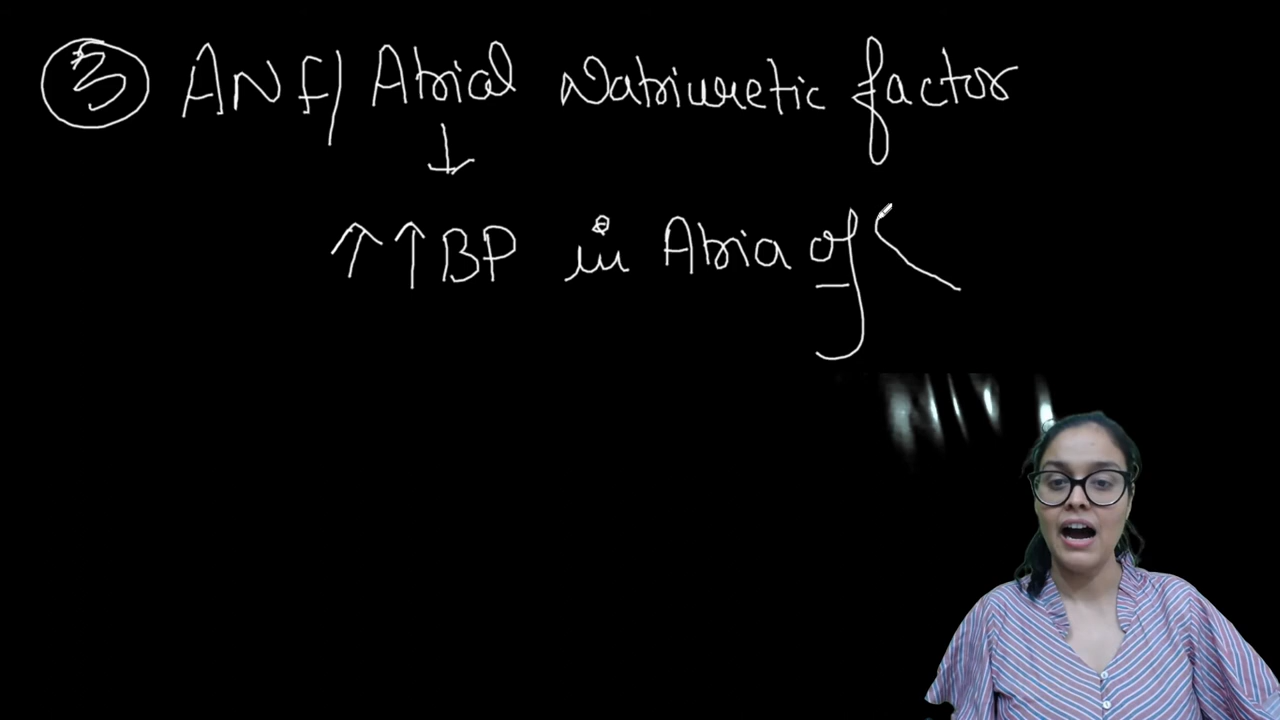 3 ANF/ Atrial Natriuretic factor
↓
↑↑BP in Atria of